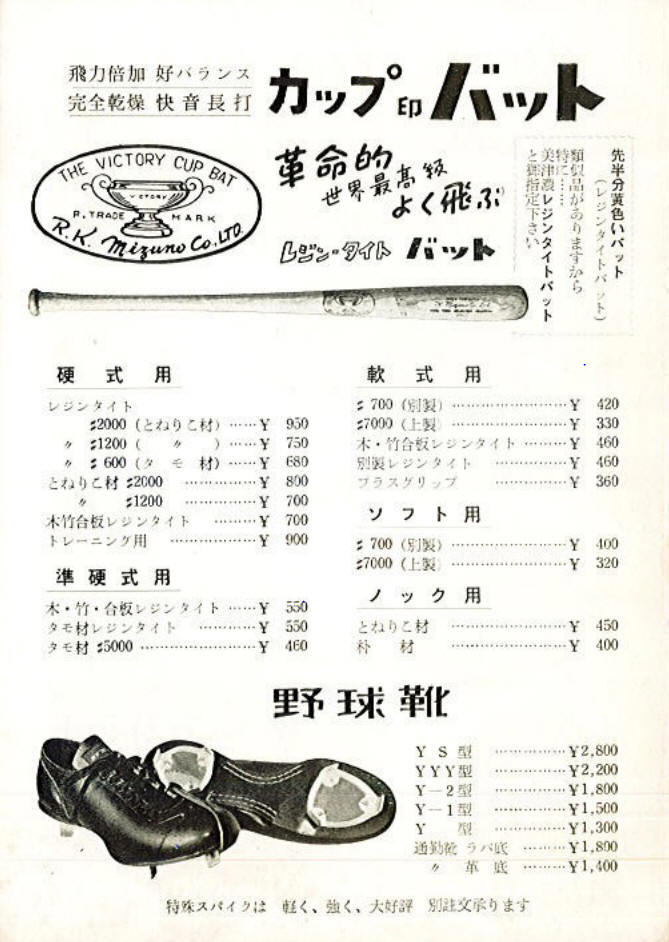 飛力倍加 好バランス
完全乾燥 快音長打
カップ印バット
THE VICTORY CUP BAT
VICTORY
P. TRADE MARK
R.K. Mizuno Co., LTD.
革命的
世界最高級
よく飛ぶ
レジン・タイト バット
先半分黄色いバット
(レジンタイトバット)
類似品がありますから
特に……
美津濃レジンタイトバット
と御指定下さい
硬式用
レジンタイト
♯2000 (とねりこ材) ……¥ 950
〃 ♯1200 ( 〃 ) ……¥ 750
〃 ♯600 (タモ材) ……¥ 680
とねりこ材 ♯2000 …………¥ 800
〃 ♯1200 …………¥ 700
木竹合板レジンタイト …………¥ 700
トレーニング用 ……………¥ 900
準硬式用
木・竹・合板レジンタイト ……¥ 550
タモ材レジンタイト …………¥ 550
タモ材 ♯5000 …………………¥ 460
軟式用
♯700 (別製) …………………¥ 420
♯7000 (上製) …………………¥ 330
木・竹合板レジンタイト ………¥ 460
別製レジンタイト …………¥ 460
プラスグリップ ……………¥ 360
ソフト用
♯700 (別製) …………………¥ 400
♯7000 (上製) …………………¥ 320
ノック用
とねりこ材 …………………¥ 450
朴材 …………………¥ 400
野球靴
YS型 …………¥2,800
YYY型 …………¥2,200
Y−2型 …………¥1,800
Y−1型 …………¥1,500
Y型 …………¥1,300
通勤靴 ラバ底 ………¥1,800
〃 革底 ………¥1,400
特殊スパイクは 軽く、強く、大好評 別註文承ります